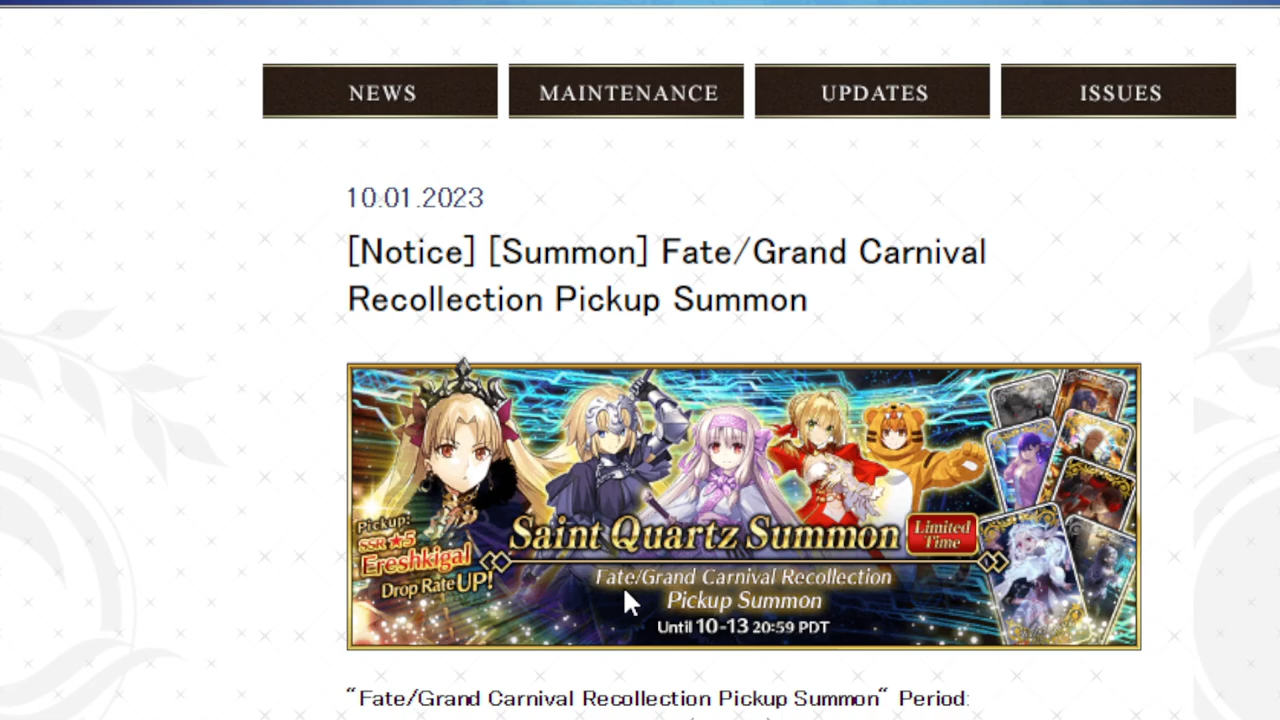 NEWS
MAINTENANCE
UPDATES
ISSUES
10.01.2023
[Notice] [Summon] Fate/Grand Carnival
Recollection Pickup Summon
Pickup:
SSR ★5
Ereshkigal
Drop Rate UP!
Saint Quartz Summon
Limited
Time
Fate/Grand Carnival Recollection
Pickup Summon
Until 10-13 20:59 PDT
“Fate/Grand Carnival Recollection Pickup Summon“ Period: